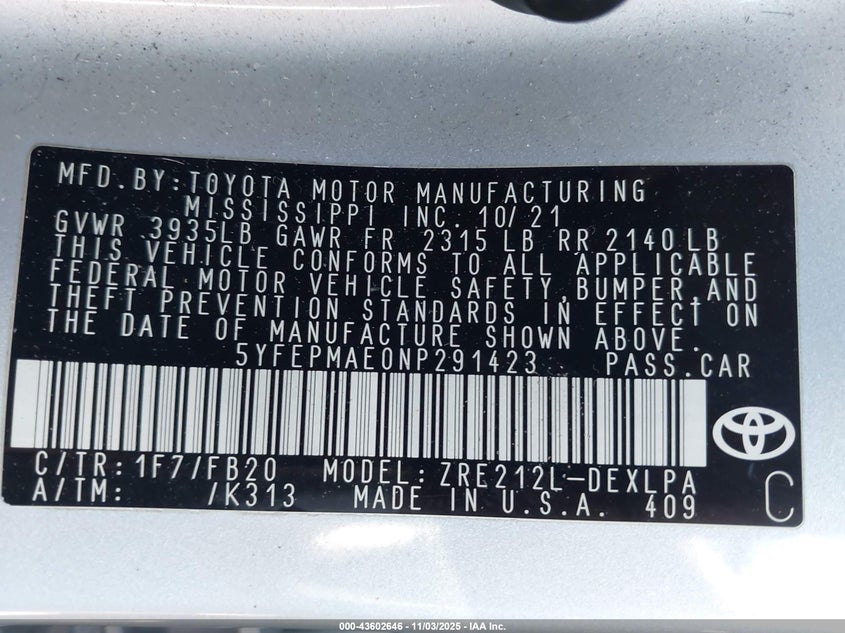 MFD.BY:TOYOTA MOTOR MANUFACTURING
MISSISSIPPI INC. 10/21
GVWR 3935LB GAWR FR 2315 LB RR 2140 LB
THIS VEHICLE CONFORMS TO ALL APPLICABLE
FEDERAL MOTOR VEHICLE SAFETY,BUMPER,AND
THEFT PREVENTION STANDARDS IN EFFECT ON
THE DATE OF MANUFACTURE SHOWN ABOVE.
5YFEPMAE0NP291423 PASS.CAR
C/TR:1F7/FB20 MODEL:ZRE212L-DEXLPA
A/TM: /K313 MADE IN U.S.A. 409
C
000-43602646 - 11/03/2025 - IAA Inc.